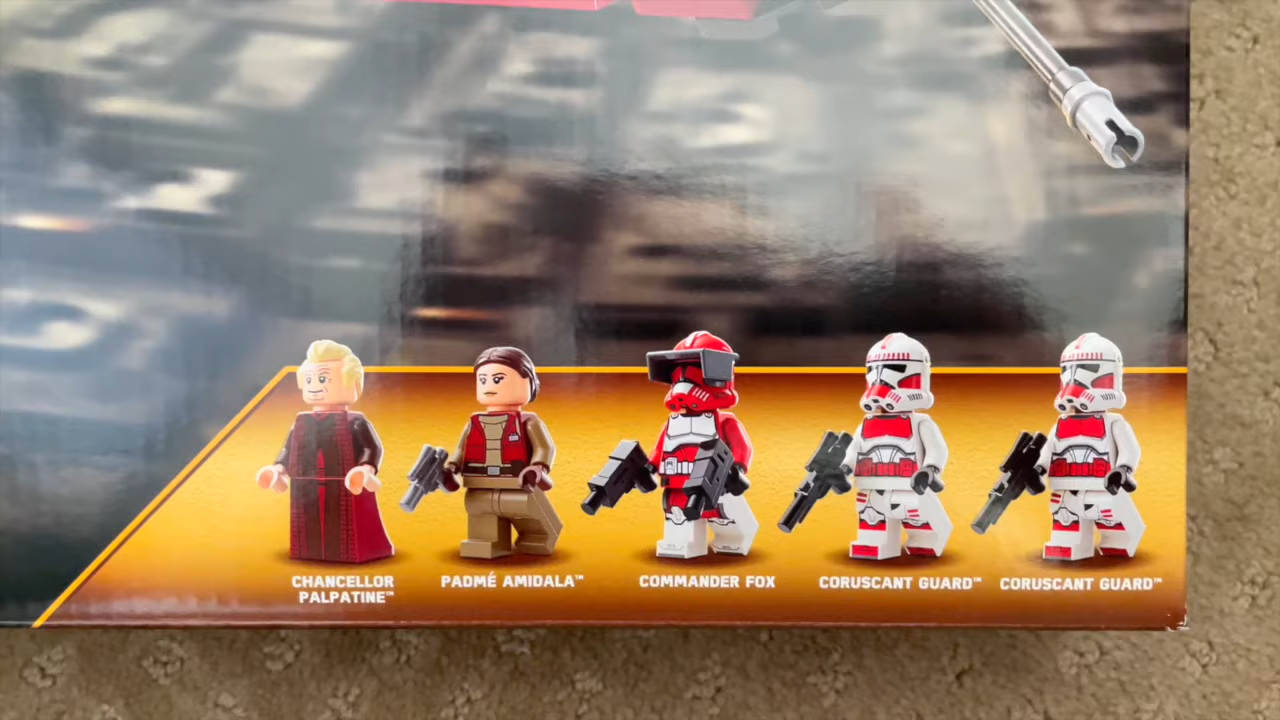 CHANCELLOR
PALPATINE™
PADMÉ AMIDALA™
COMMANDER FOX
CORUSCANT GUARD™
CORUSCANT GUARD™